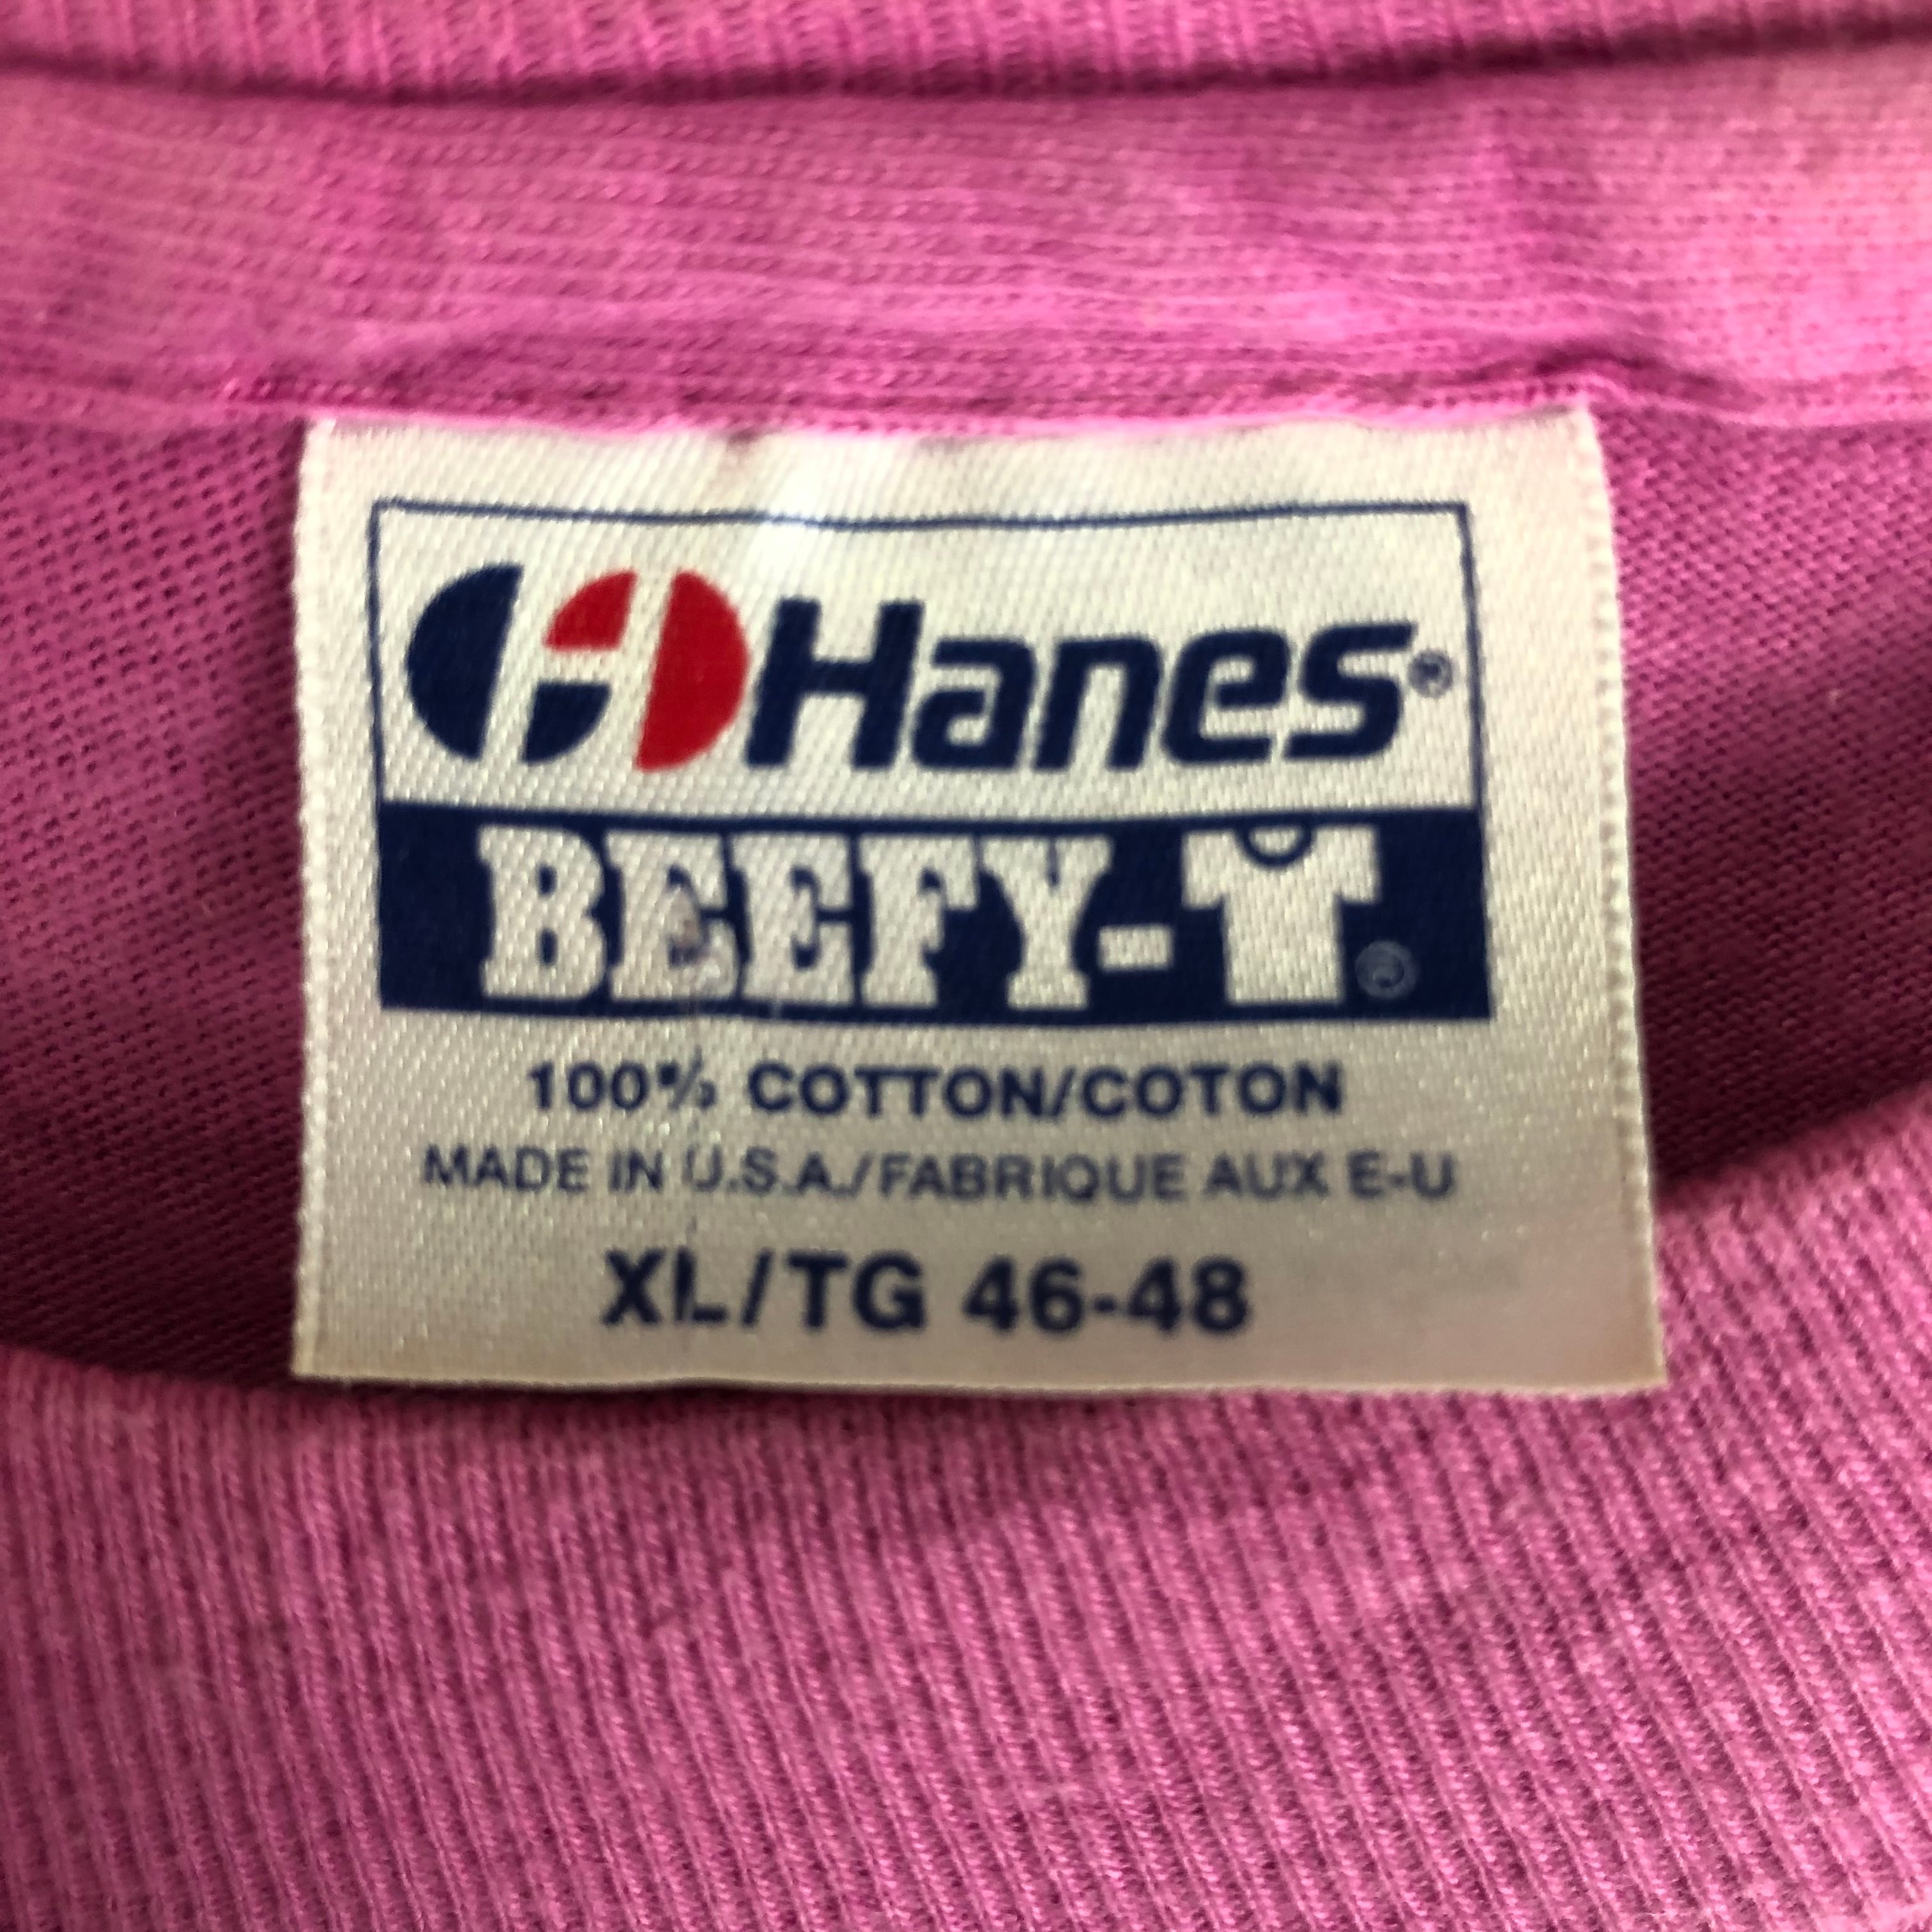 Hanes®
BEEFY-T®
100% COTTON/COTON
MADE IN U.S.A./FABRIQUE AUX E-U
XL/TG 46-48